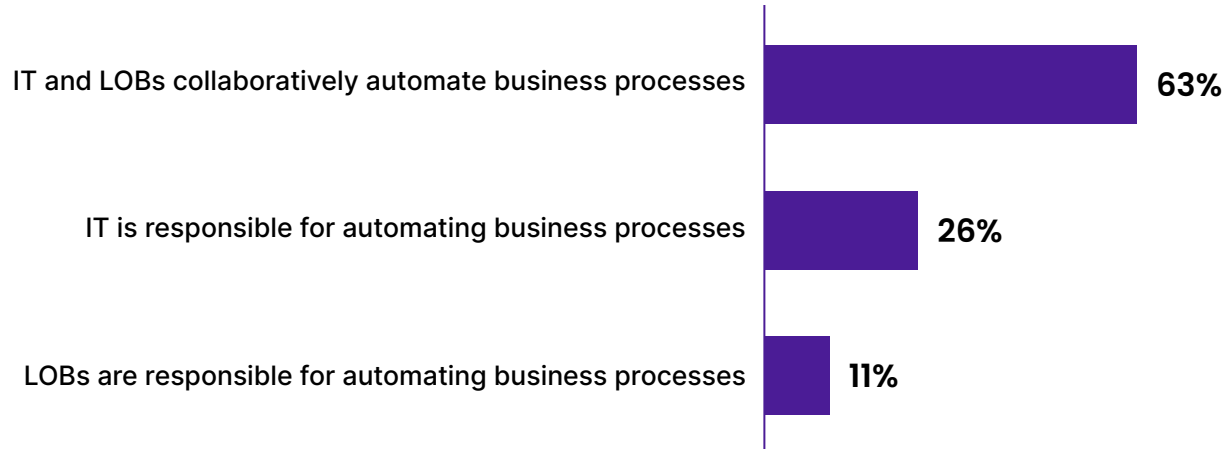 IT and LOBs collaboratively automate business processes
63%
IT is responsible for automating business processes
26%
LOBs are responsible for automating business processes
11%